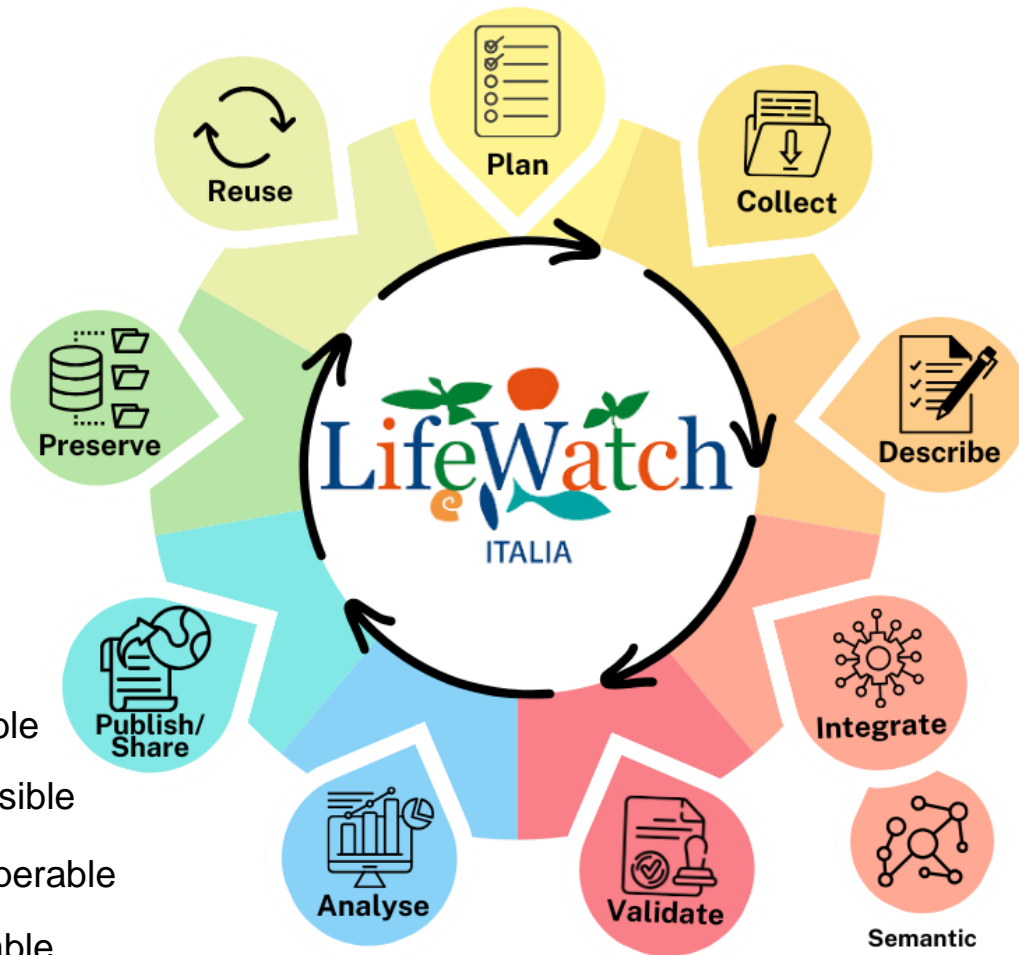 Plan
Reuse
Collect
Preserve
Describe
LifeWatch
ITALIA
Publish/
Share
Integrate
Analyse
Validate
Semantic